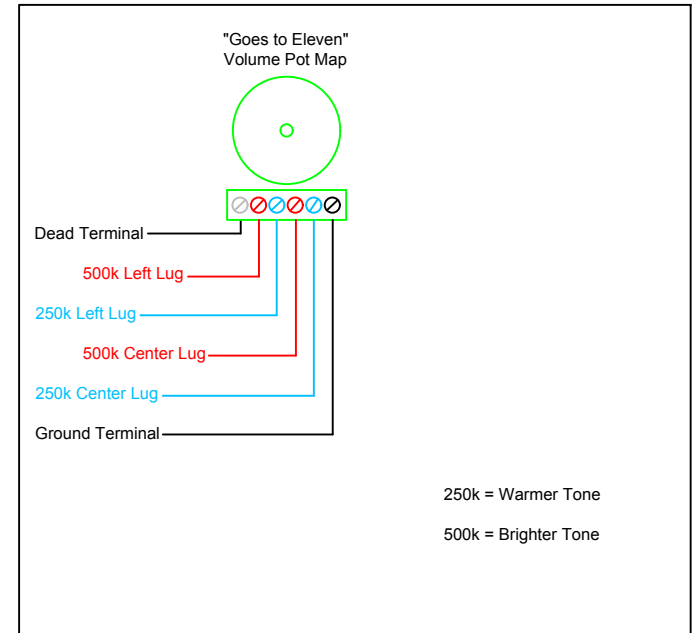 "Goes to Eleven"
Volume Pot Map
Dead Terminal
500k Left Lug
250k Left Lug
500k Center Lug
250k Center Lug
Ground Terminal
250k = Warmer Tone
500k = Brighter Tone